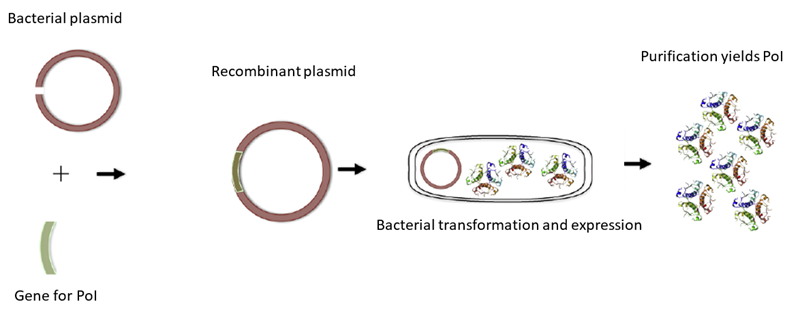 Bacterial plasmid
+
Gene for PoI
Recombinant plasmid
Bacterial transformation and expression
Purification yields PoI